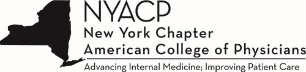 NYACP
New York Chapter
American College of Physicians
Advancing Internal Medicine; Improving Patient Care